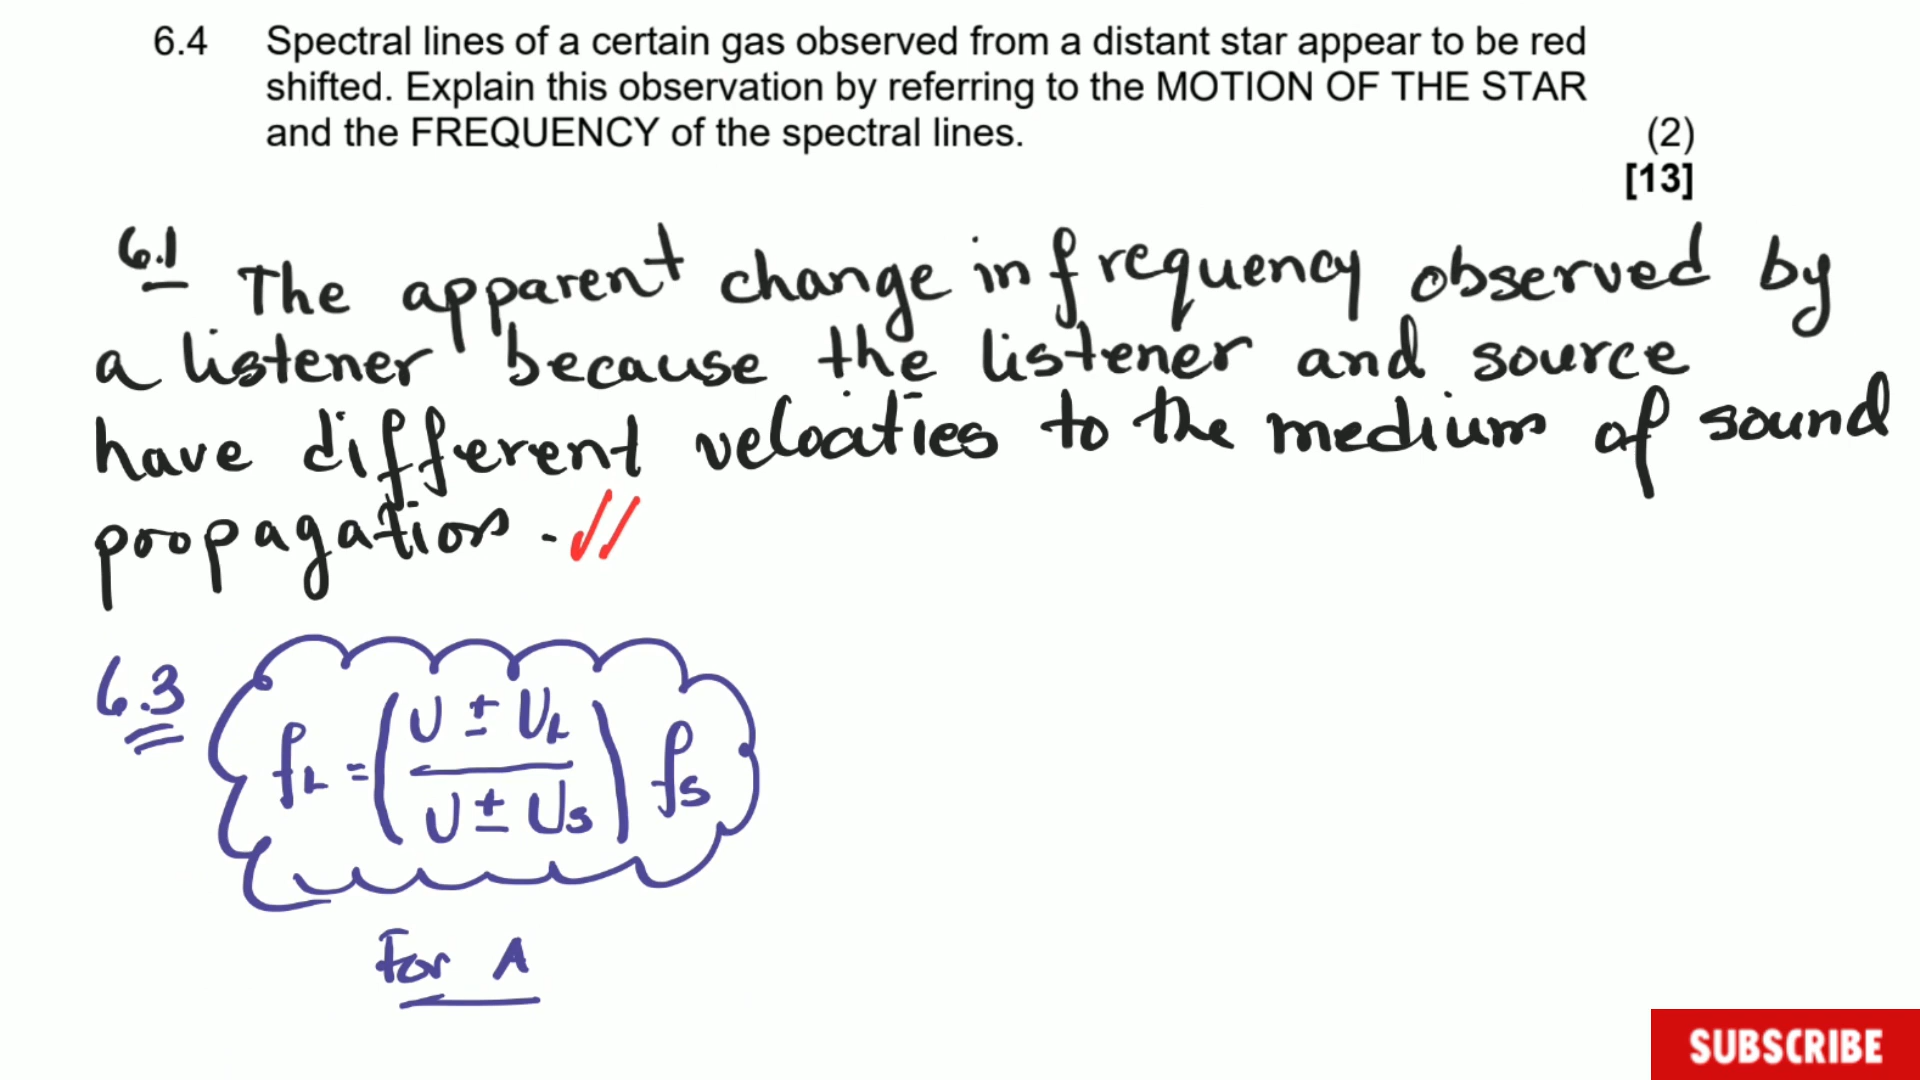 6.4 Spectral lines of a certain gas observed from a distant star appear to be red
shifted. Explain this observation by referring to the MOTION OF THE STAR
and the FREQUENCY of the spectral lines.
(2)
[13]
6.1 The apparent change in frequency observed by
a listener because the listener and source
have different velocities to the medium of sound
propagation.
6.3
fL = (U ± UL / U ± Us) fs
For A
SUBSCRIBE